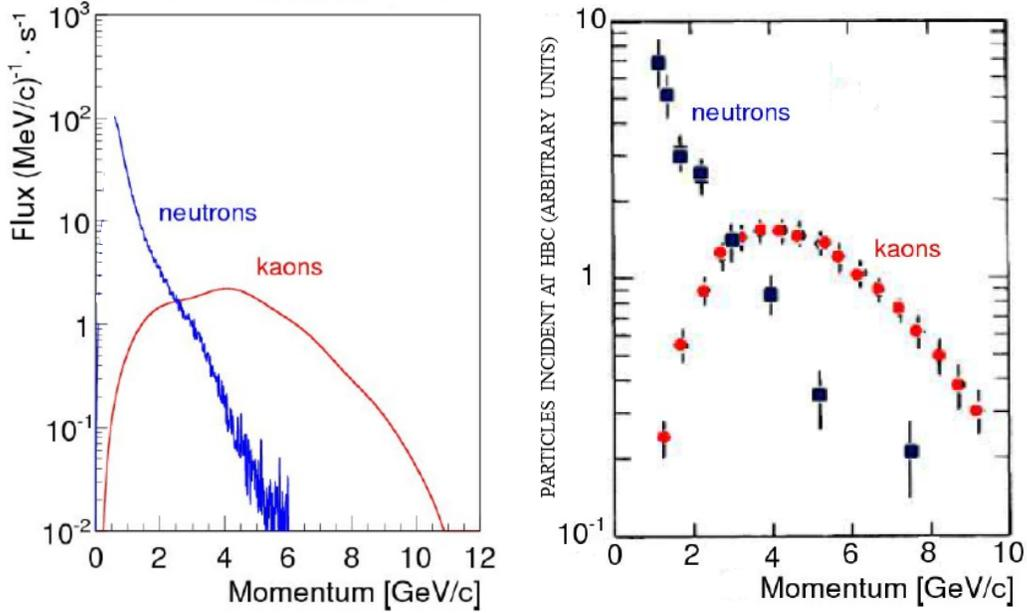 Flux (MeV/c)⁻¹ · s⁻¹
10³
10²
10
1
10⁻¹
10⁻²
neutrons
kaons
0 2 4 6 8 10 12
Momentum [GeV/c]
PARTICLES INCIDENT AT HBC (ARBITRARY UNITS)
10
1
10⁻¹
neutrons
kaons
0 2 4 6 8 10
Momentum [GeV/c]